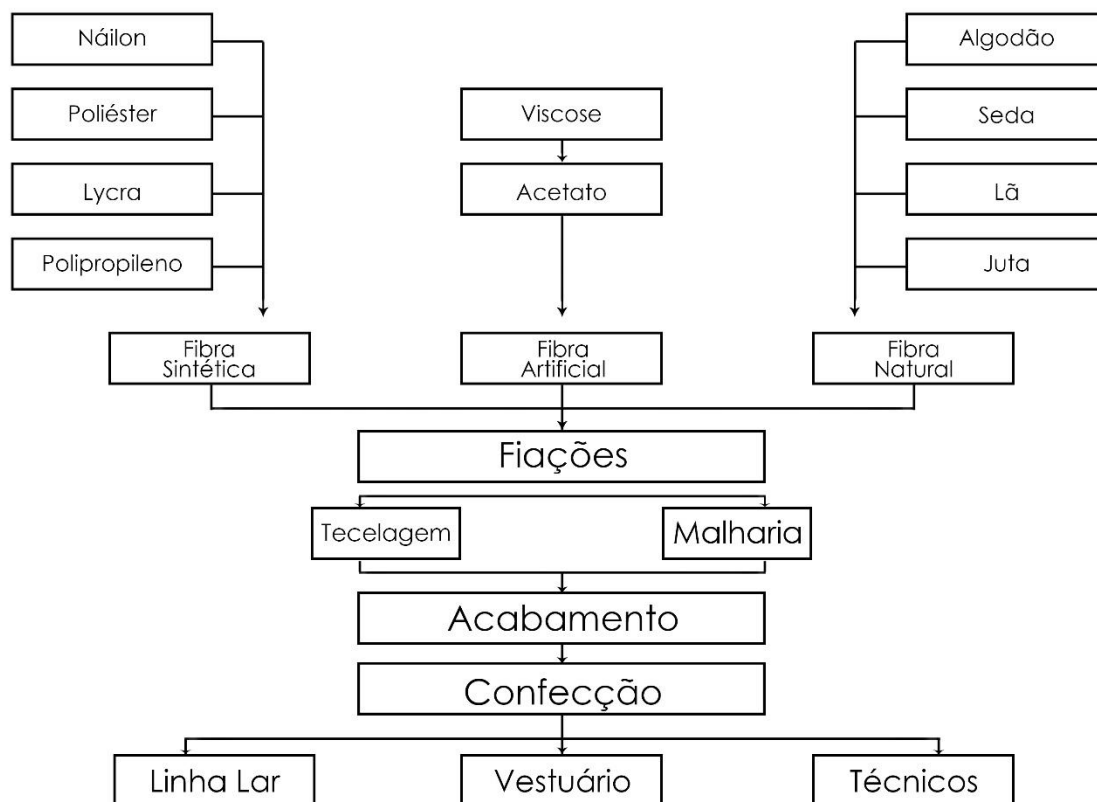 Náilon
Algodão
Poliéster
Viscose
Seda
Lycra
Acetato
Lã
Polipropileno
Juta
Fibra
Sintética
Fibra
Artificial
Fibra
Natural
Fiações
Tecelagem
Malharia
Acabamento
Confecção
Linha Lar
Vestuário
Técnicos